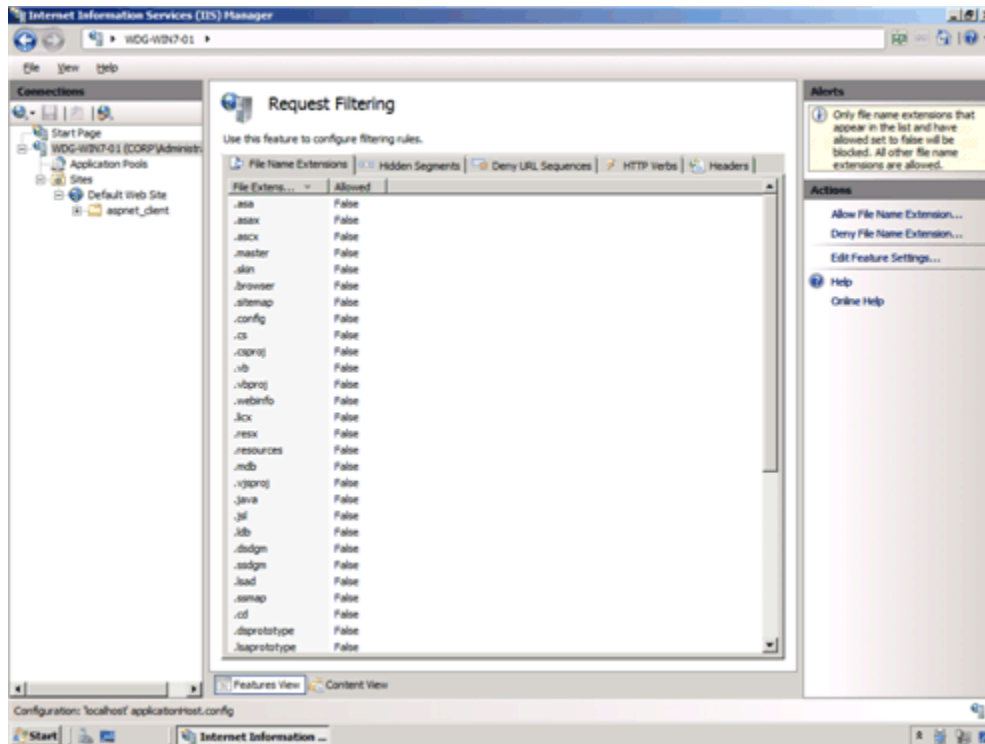 Internet Information Services (IIS) Manager
WDG-WIN7-01
File View Help
Connections
Start Page
WDG-WIN7-01 (CORP\Administr
Application Pools
Sites
Default Web Site
aspnet_client
Request Filtering
Use this feature to configure filtering rules.
File Name Extensions Hidden Segments Deny URL Sequences HTTP Verbs Headers
File Extens... Allowed
.asa False
.asax False
.ascx False
.master False
.skin False
.browser False
.sitemap False
.config False
.cs False
.csproj False
.vb False
.vbproj False
.webinfo False
.licx False
.resx False
.resources False
.mdb False
.vjsproj False
.java False
.jsl False
.ldb False
.dsdgm False
.ssdgm False
.lsad False
.ssmap False
.cd False
.dsprototype False
.lsaprototype False
Features View Content View
Alerts
Only file name extensions that
appear in the list and have
allowed set to false will be
blocked. All other file name
extensions are allowed.
Actions
Allow File Name Extension...
Deny File Name Extension...
Edit Feature Settings...
Help
Online Help
Configuration: 'localhost' applicationHost.config
Start Internet Information ...